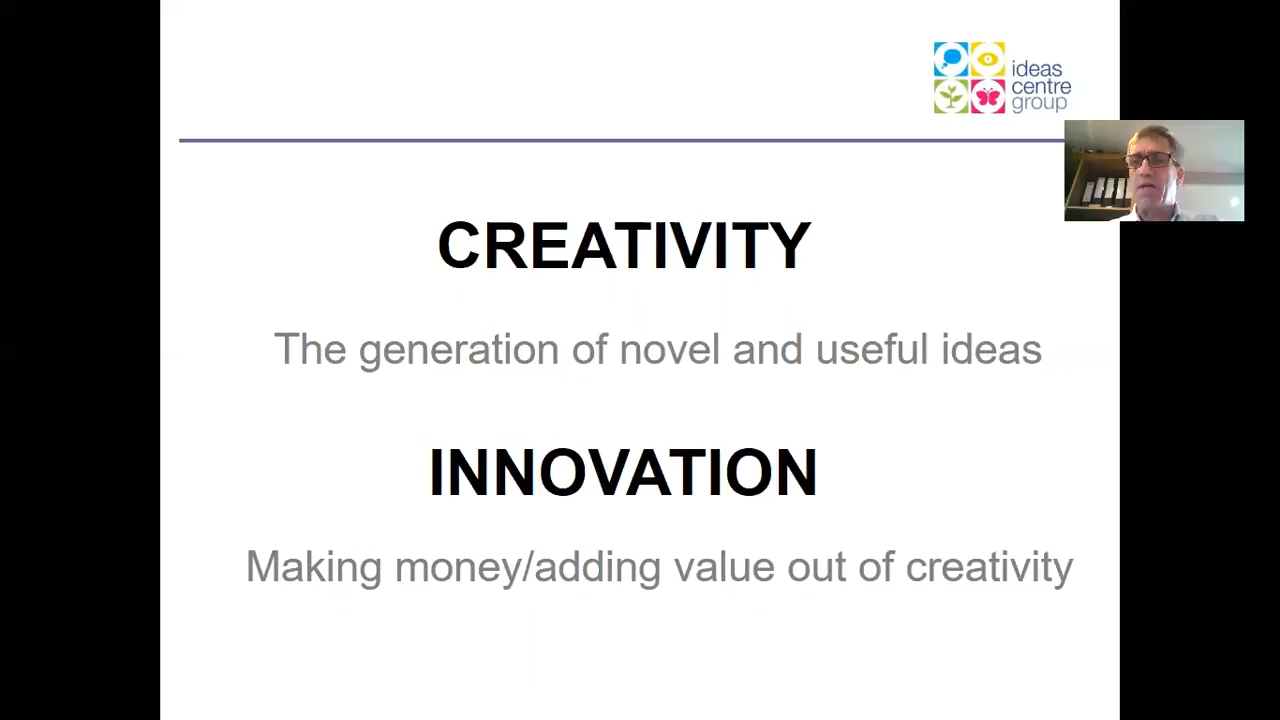 ideas
centre
group
CREATIVITY
The generation of novel and useful ideas
INNOVATION
Making money/adding value out of creativity